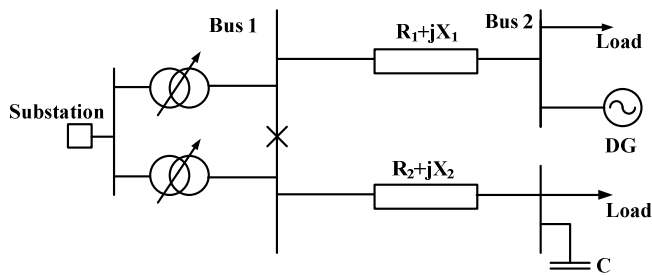 Bus 1
R₁+jX₁
Bus 2
Load
Substation
DG
R₂+jX₂
Load
C